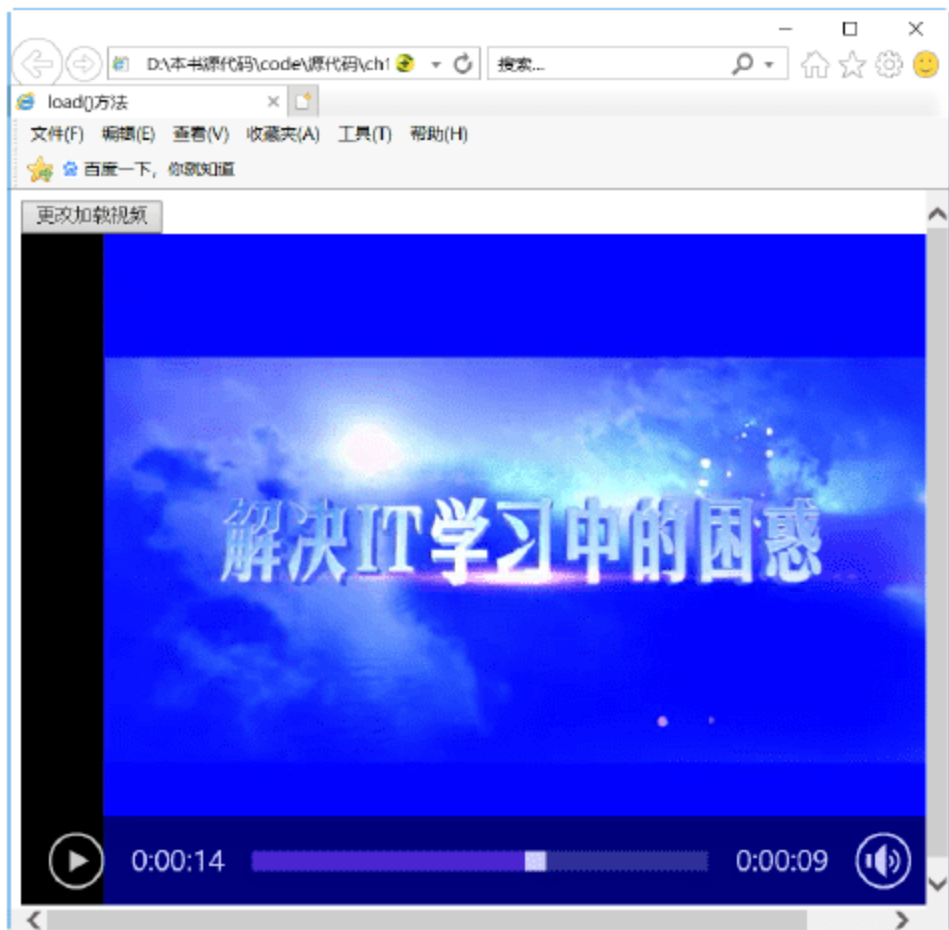 D:\本书源代码\code\源代码\ch1
搜索...
load()方法
文件(F) 编辑(E) 查看(V) 收藏夹(A) 工具(T) 帮助(H)
百度一下，你就知道
更改加载视频
解决IT学习中的困惑
0:00:14
0:00:09